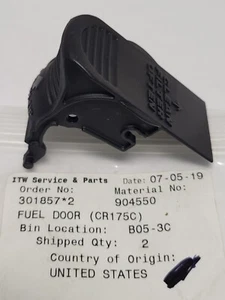 ITW Service & Parts Date: 07-05-19
Order No: Material No:
301857*2 904550
FUEL DOOR (CR175C)
Bin Location: B05-3C
Shipped Qty: 2
Country of Origin:
UNITED STATES